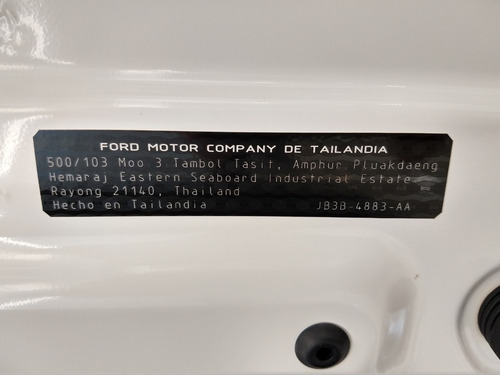 FORD MOTOR COMPANY DE TAILANDIA
500/103 Moo 3 Tambol Tasit, Amphur Pluakdaeng
Hemaraj Eastern Seaboard Industrial Estate
Rayong 21140, Thailand
Hecho en Tailandia JB3B-4883-AA